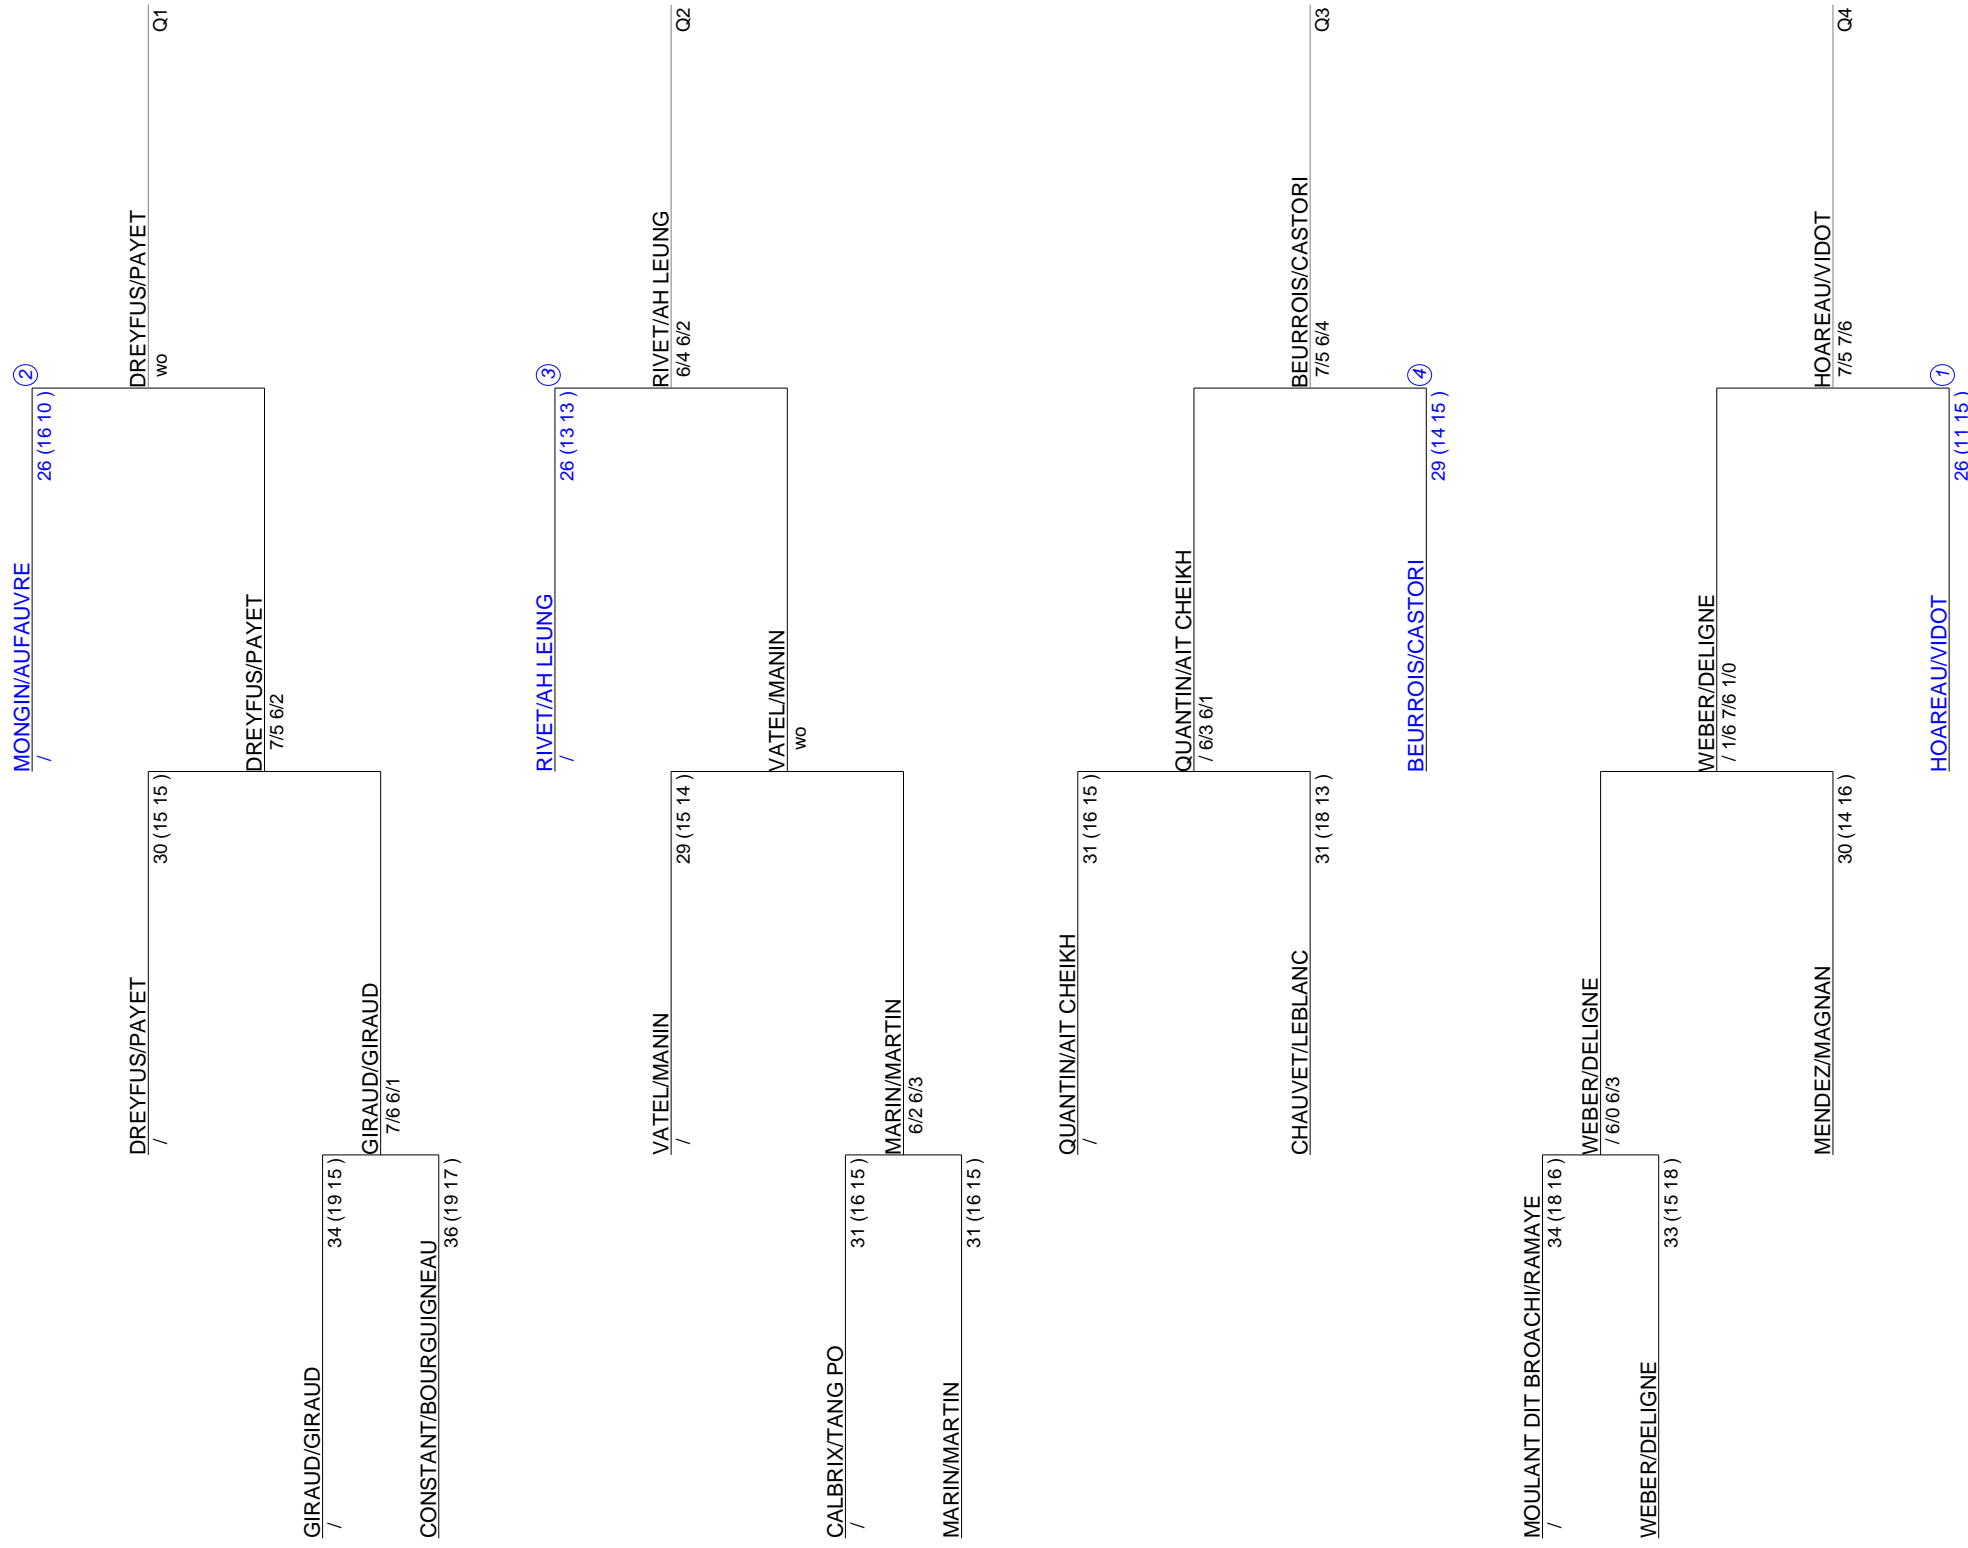 MONGIN/AUFAUVRE
/
2
26 (16 10 )
DREYFUS/PAYET
wo
Q1
DREYFUS/PAYET
/
30 (15 15 )
DREYFUS/PAYET
7/5 6/2
GIRAUD/GIRAUD
/
34 (19 15 )
GIRAUD/GIRAUD
7/6 6/1
CONSTANT/BOURGUIGNEAU
36 (19 17 )
RIVET/AH LEUNG
/
3
26 (13 13 )
RIVET/AH LEUNG
6/4 6/2
Q2
VATEL/MANIN
/
29 (15 14 )
VATEL/MANIN
wo
CALBRIX/TANG PO
/
31 (16 15 )
MARIN/MARTIN
6/2 6/3
MARIN/MARTIN
31 (16 15 )
QUANTIN/AIT CHEIKH
/
31 (16 15 )
QUANTIN/AIT CHEIKH
/ 6/3 6/1
CHAUVET/LEBLANC
31 (18 13 )
BEURROIS/CASTORI
7/5 6/4
Q3
BEURROIS/CASTORI
4
29 (14 15 )
MOULANT DIT BROACHI/RAMAYE
/
34 (18 16 )
WEBER/DELIGNE
/ 6/0 6/3
WEBER/DELIGNE
33 (15 18 )
WEBER/DELIGNE
/ 1/6 7/6 1/0
MENDEZ/MAGNAN
30 (14 16 )
HOAREAU/VIDOT
7/5 7/6
Q4
HOAREAU/VIDOT
1
26 (11 15 )